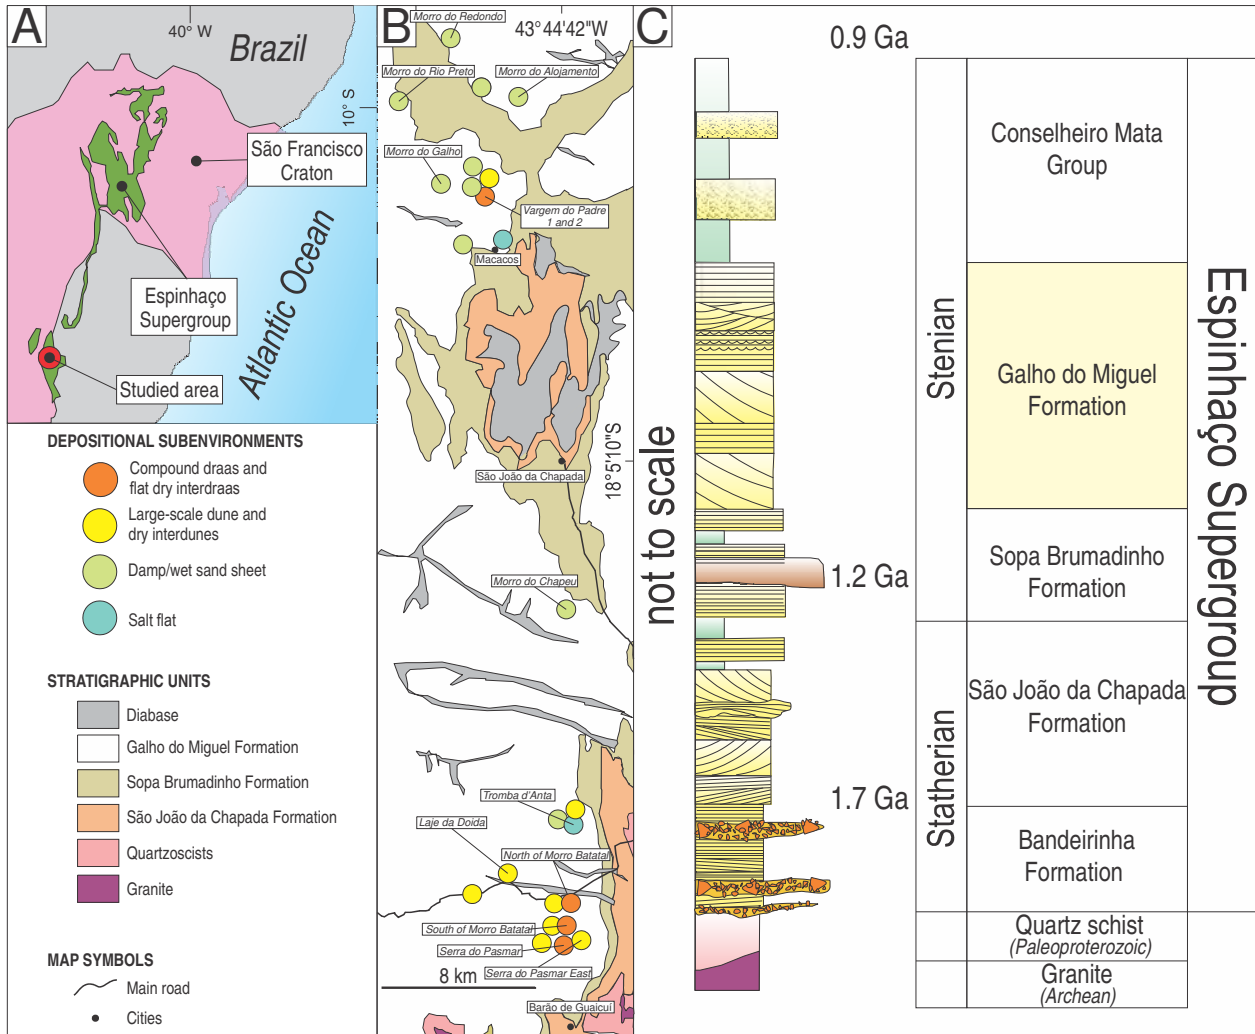 A
40° W
Brazil
10° S
São Francisco
Craton
Espinhaço
Supergroup
Atlantic Ocean
Studied area
DEPOSITIONAL SUBENVIRONMENTS
Compound draas and
flat dry interdraas
Large-scale dune and
dry interdunes
Damp/wet sand sheet
Salt flat
STRATIGRAPHIC UNITS
Diabase
Galho do Miguel Formation
Sopa Brumadinho Formation
São João da Chapada Formation
Quartzoscists
Granite
MAP SYMBOLS
Main road
Cities
B
Morro do Redondo
43°44'42"W
Morro do Rio Preto
Morro do Alojamento
Morro do Galho
Vargem do Padre
1 and 2
Macacos
São João da Chapada
18°5'10"S
Morro do Chapeu
Tromba d'Anta
Laje da Doida
North of Morro Batatal
South of Morro Batatal
Serra do Pasmar
Serra do Pasmar East
8 km
Barão de Guaicuí
C
0.9 Ga
not to scale
1.2 Ga
1.7 Ga
Stenian
Statherian
Conselheiro Mata
Group
Galho do Miguel
Formation
Sopa Brumadinho
Formation
São João da Chapada
Formation
Bandeirinha
Formation
Quartz schist
(Paleoproterozoic)
Granite
(Archean)
Espinhaço Supergroup